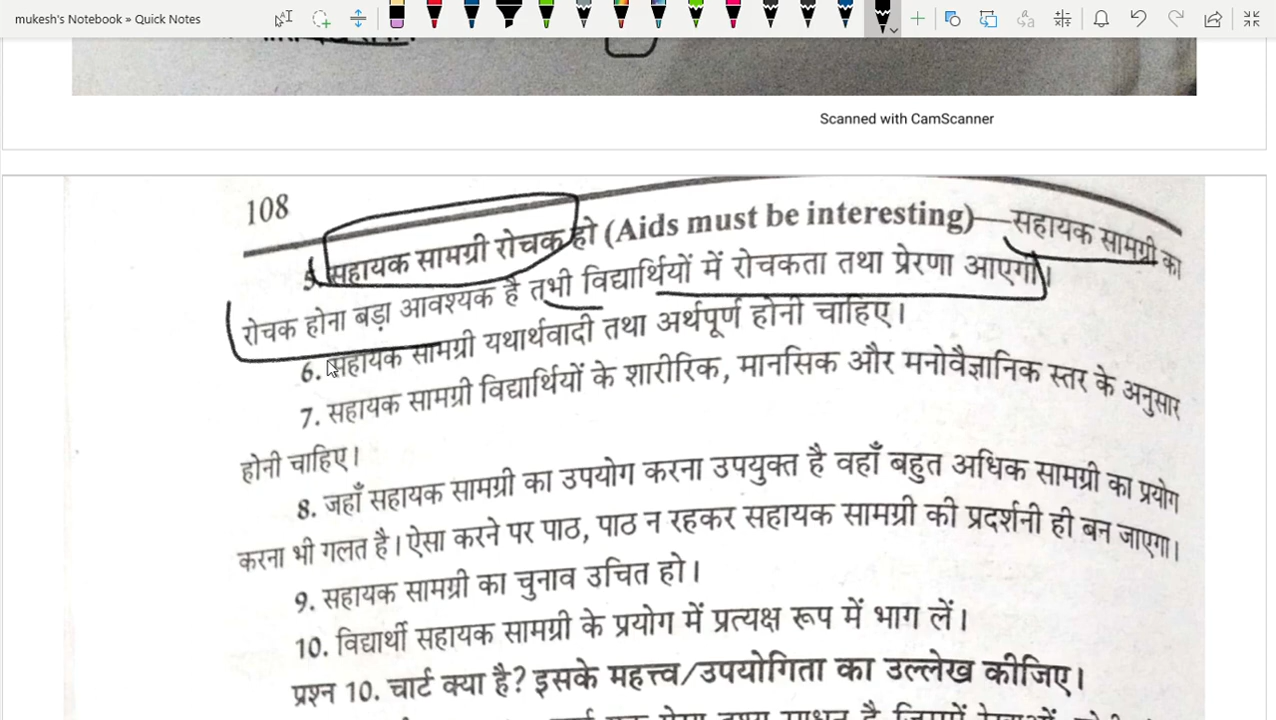 mukesh's Notebook » Quick Notes
Scanned with CamScanner
108
5. सहायक सामग्री रोचक हो (Aids must be interesting)—सहायक सामग्री का
रोचक होना बड़ा आवश्यक है तभी विद्यार्थियों में रोचकता तथा प्रेरणा आएगी।
6. सहायक सामग्री यथार्थवादी तथा अर्थपूर्ण होनी चाहिए।
7. सहायक सामग्री विद्यार्थियों के शारीरिक, मानसिक और मनोवैज्ञानिक स्तर के अनुसार
होनी चाहिए।
8. जहाँ सहायक सामग्री का उपयोग करना उपयुक्त है वहाँ बहुत अधिक सामग्री का प्रयोग
करना भी गलत है। ऐसा करने पर पाठ, पाठ न रहकर सहायक सामग्री की प्रदर्शनी ही बन जाएगा।
9. सहायक सामग्री का चुनाव उचित हो।
10. विद्यार्थी सहायक सामग्री के प्रयोग में प्रत्यक्ष रूप में भाग लें।
प्रश्न 10. चार्ट क्या है? इसके महत्त्व/उपयोगिता का उल्लेख कीजिए।